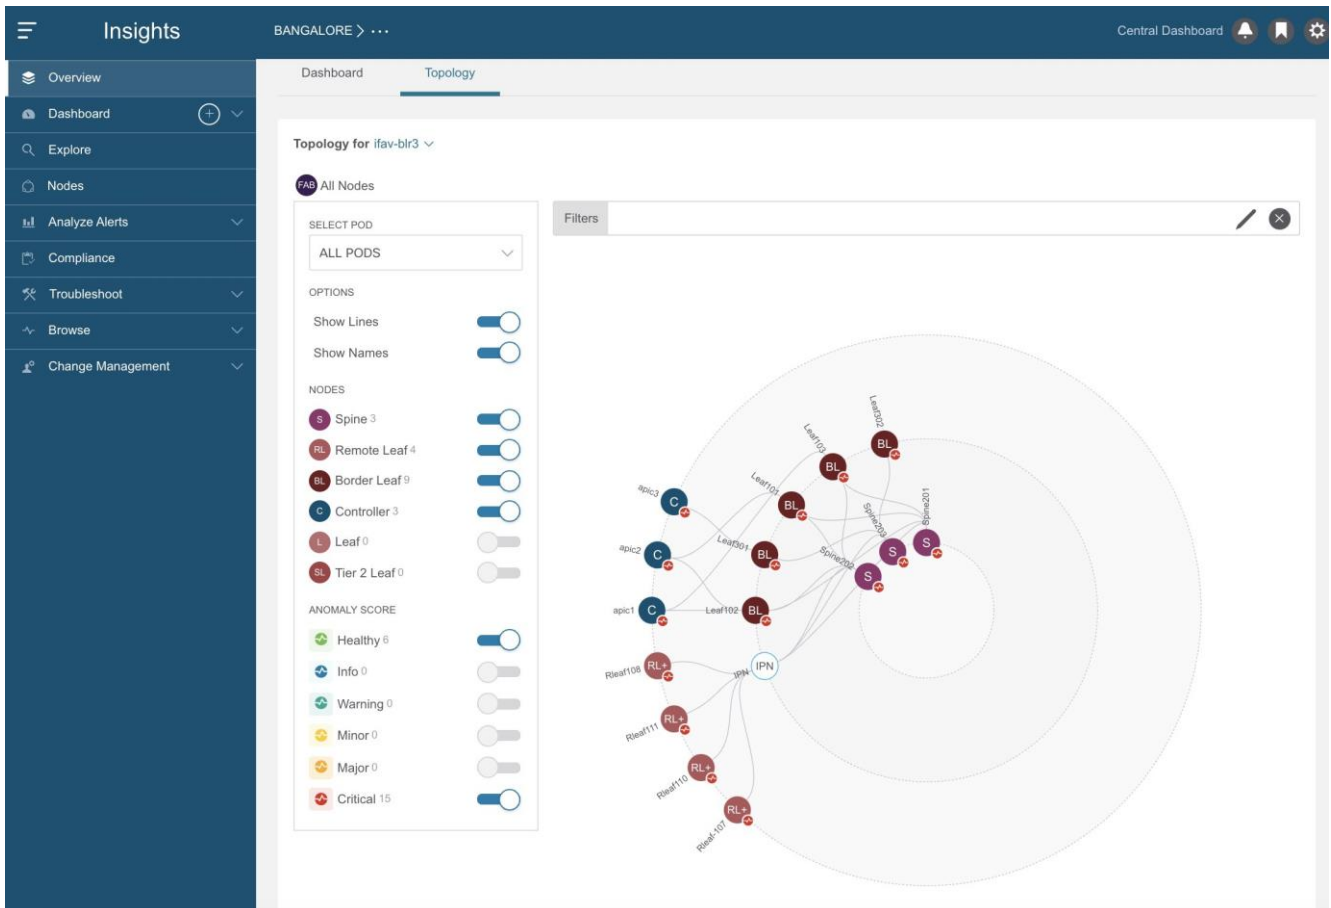 Insights
BANGALORE > ···
Central Dashboard
Overview
Dashboard
Explore
Nodes
Analyze Alerts
Compliance
Troubleshoot
Browse
Change Management
Dashboard
Topology
Topology for ifav-blr3
FAB All Nodes
SELECT POD
ALL PODS
OPTIONS
Show Lines
Show Names
NODES
S Spine 3
RL Remote Leaf 4
BL Border Leaf 9
C Controller 3
L Leaf 0
SL Tier 2 Leaf 0
ANOMALY SCORE
Healthy 6
Info 0
Warning 0
Minor 0
Major 0
Critical 15
Filters
Leaf302
BL
Leaf103
BL
Leaf101
BL
Spine201
S
Spine203
S
Spine202
S
apic3
C
Leaf301
BL
apic2
C
apic1
C
Leaf102
BL
IPN
IPN
Rleaf108
RL+
Rleaf111
RL+
Rleaf110
RL+
Rleaf-107
RL+